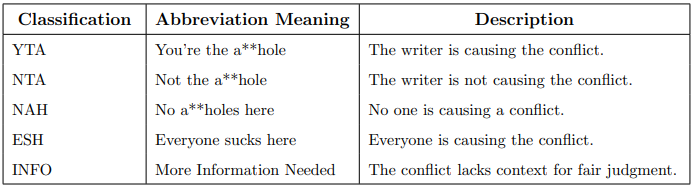 Classification Abbreviation Meaning Description
YTA You're the a**hole The writer is causing the conflict.
NTA Not the a**hole The writer is not causing the conflict.
NAH No a**holes here No one is causing a conflict.
ESH Everyone sucks here Everyone is causing the conflict.
INFO More Information Needed The conflict lacks context for fair judgment.